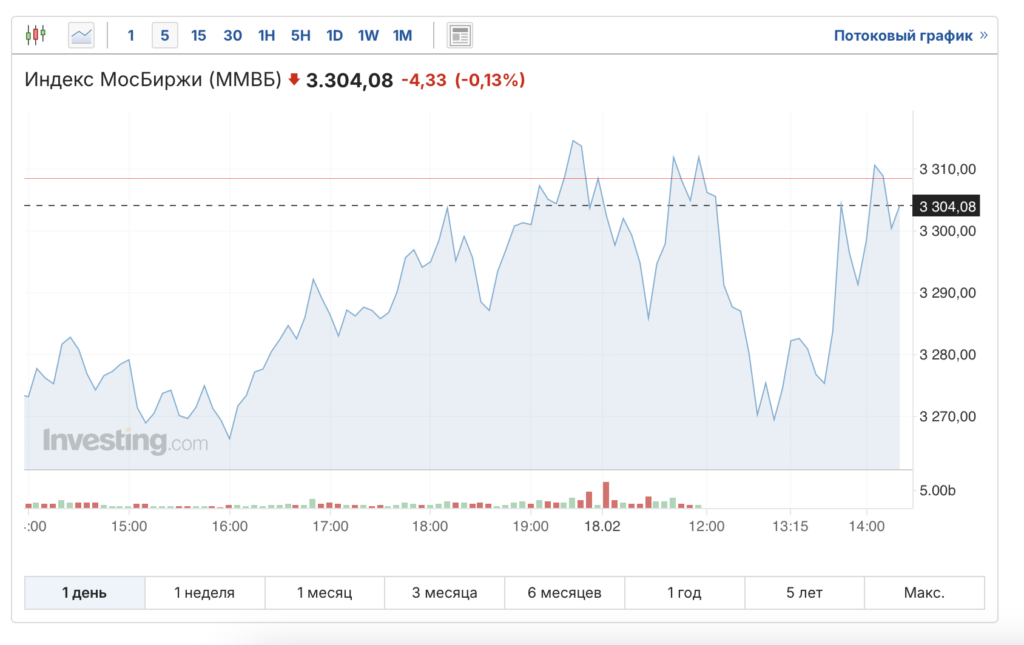 1 5 15 30 1H 5H 1D 1W 1M Потоковый график »
Индекс МосБиржи (ММВБ) 3.304,08 -4,33 (-0,13%)
3 310,00
3 304,08
3 300,00
3 290,00
3 280,00
3 270,00
Investing.com
5.00b
:00 15:00 16:00 17:00 18:00 19:00 18.02 12:00 13:15 14:00
1 день 1 неделя 1 месяц 3 месяца 6 месяцев 1 год 5 лет Макс.